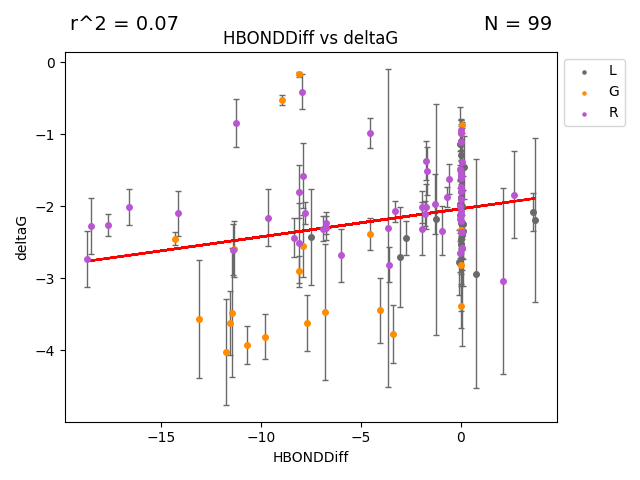 r^2 = 0.07 N = 99
HBONDDiff vs deltaG
L
G
R
0
−1
−2
−3
−4
deltaG
−15 −10 −5 0
HBONDDiff